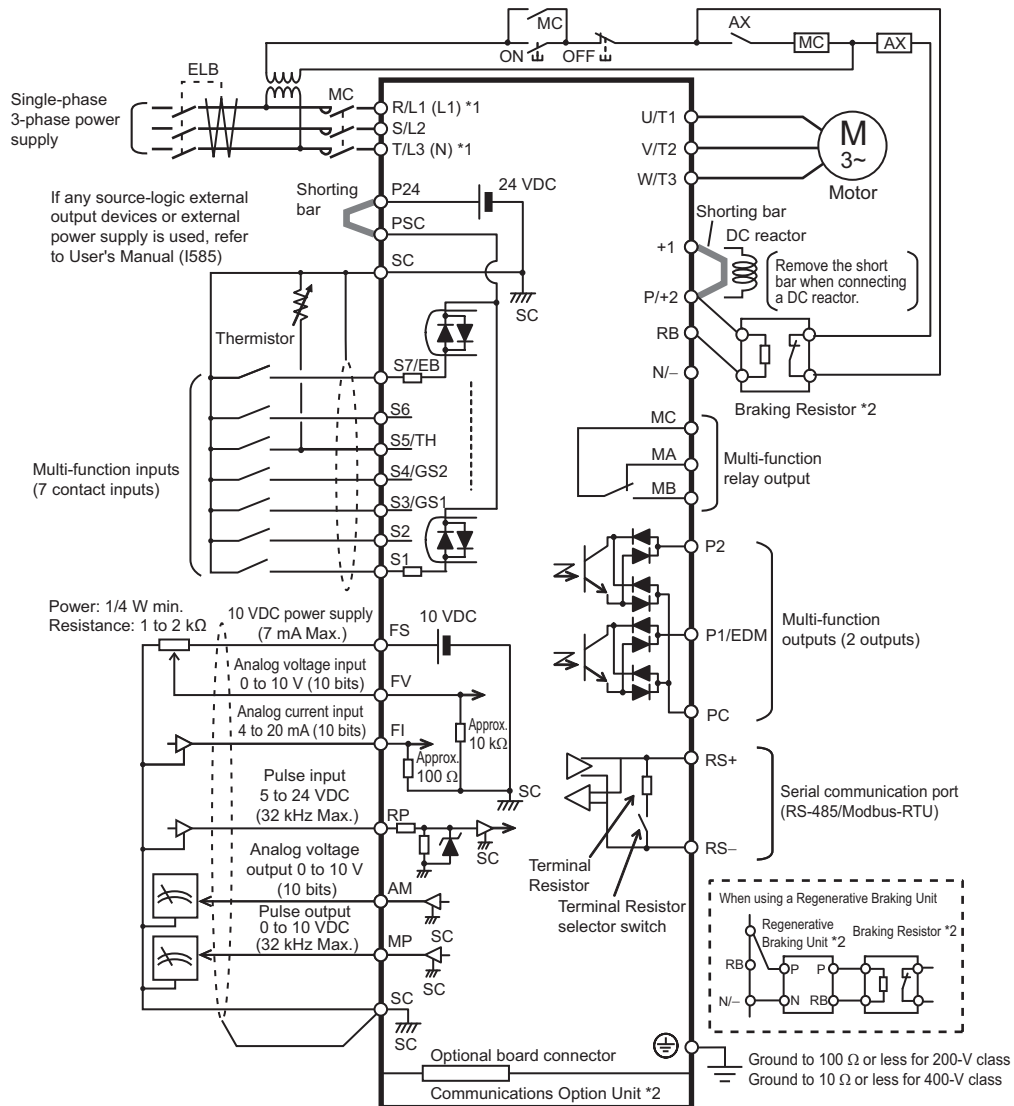 MC
AX
ON
OFF
MC
AX
ELB
MC
Single-phase
3-phase power
supply
R/L1 (L1) *1
S/L2
T/L3 (N) *1
U/T1
V/T2
W/T3
M
3~
Motor
If any source-logic external
output devices or external
power supply is used, refer
to User's Manual (I585)
Shorting
bar
P24
24 VDC
PSC
SC
SC
Shorting bar
DC reactor
+1
Remove the short
bar when connecting
a DC reactor.
P/+2
RB
N/−
Braking Resistor *2
Thermistor
S7/EB
S6
S5/TH
S4/GS2
S3/GS1
S2
S1
Multi-function inputs
(7 contact inputs)
MC
MA
MB
Multi-function
relay output
P2
P1/EDM
PC
Multi-function
outputs (2 outputs)
Power: 1/4 W min.
Resistance: 1 to 2 kΩ
10 VDC power supply
(7 mA Max.)
FS
10 VDC
Analog voltage input
0 to 10 V (10 bits)
FV
Analog current input
4 to 20 mA (10 bits)
FI
Approx.
10 kΩ
Approx.
100 Ω
SC
Pulse input
5 to 24 VDC
(32 kHz Max.)
RP
SC
Analog voltage
output 0 to 10 V
(10 bits)
AM
SC
Pulse output
0 to 10 VDC
(32 kHz Max.)
MP
SC
SC
SC
RS+
RS−
Serial communication port
(RS-485/Modbus-RTU)
Terminal
Resistor
Terminal Resistor
selector switch
When using a Regenerative Braking Unit
Regenerative
Braking Unit *2
Braking Resistor *2
RB
N/−
P
P
N
RB
Optional board connector
Communications Option Unit *2
Ground to 100 Ω or less for 200-V class
Ground to 10 Ω or less for 400-V class